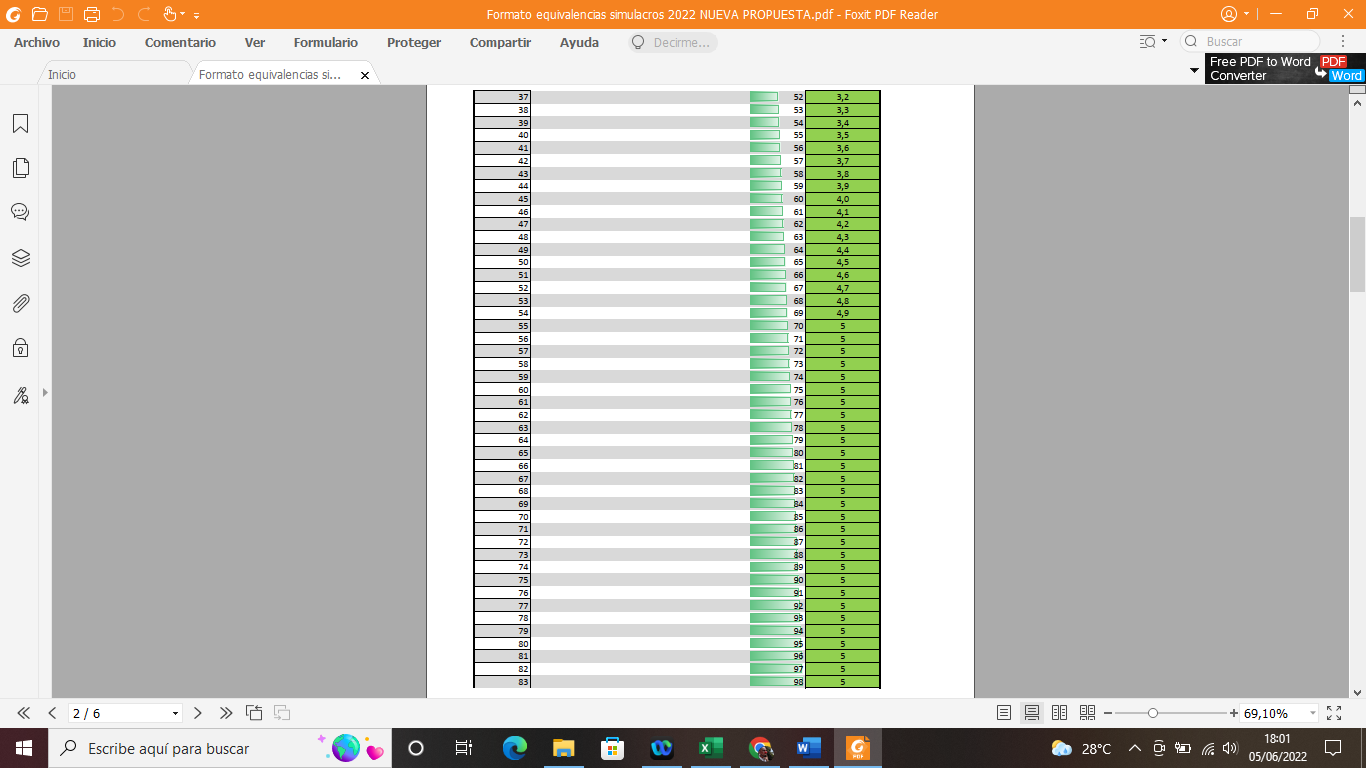 Formato equivalencias simulacros 2022 NUEVA PROPUESTA.pdf - Foxit PDF Reader
Archivo Inicio Comentario Ver Formulario Proteger Compartir Ayuda Decirme... Buscar
Inicio Formato equivalencias si...
Free PDF to Word Converter PDF Word
37 52 3,2
38 53 3,3
39 54 3,4
40 55 3,5
41 56 3,6
42 57 3,7
43 58 3,8
44 59 3,9
45 60 4,0
46 61 4,1
47 62 4,2
48 63 4,3
49 64 4,4
50 65 4,5
51 66 4,6
52 67 4,7
53 68 4,8
54 69 4,9
55 70 5
56 71 5
57 72 5
58 73 5
59 74 5
60 75 5
61 76 5
62 77 5
63 78 5
64 79 5
65 80 5
66 81 5
67 82 5
68 83 5
69 84 5
70 85 5
71 86 5
72 87 5
73 88 5
74 89 5
75 90 5
76 91 5
77 92 5
78 93 5
79 94 5
80 95 5
81 96 5
82 97 5
83 98 5
2 / 6 69,10%
Escribe aquí para buscar
28°C
18:01
05/06/2022